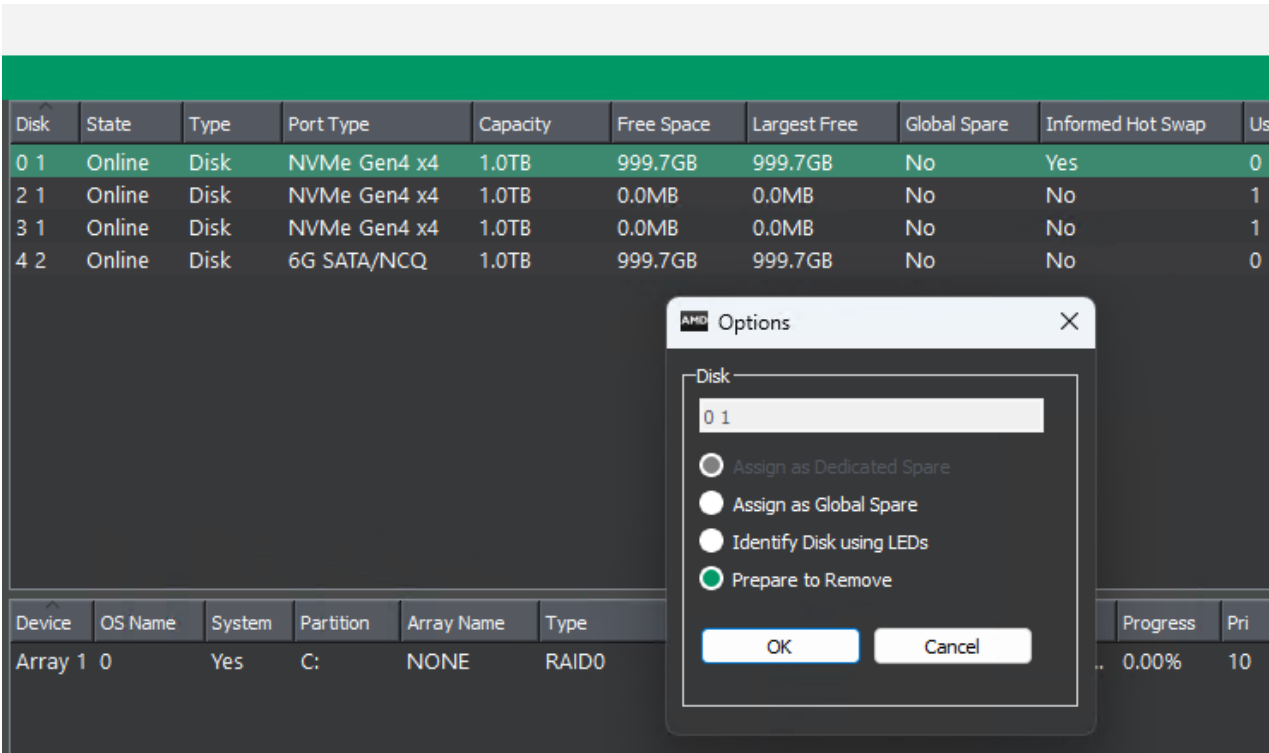 Disk State Type Port Type Capacity Free Space Largest Free Global Spare Informed Hot Swap Us
0 1 Online Disk NVMe Gen4 x4 1.0TB 999.7GB 999.7GB No Yes 0
2 1 Online Disk NVMe Gen4 x4 1.0TB 0.0MB 0.0MB No No 1
3 1 Online Disk NVMe Gen4 x4 1.0TB 0.0MB 0.0MB No No 1
4 2 Online Disk 6G SATA/NCQ 1.0TB 999.7GB 999.7GB No No 0
AMD Options
Disk
0 1
Assign as Dedicated Spare
Assign as Global Spare
Identify Disk using LEDs
Prepare to Remove
OK Cancel
Device OS Name System Partition Array Name Type Progress Pri
Array 1 0 Yes C: NONE RAID0 .. 0.00% 10